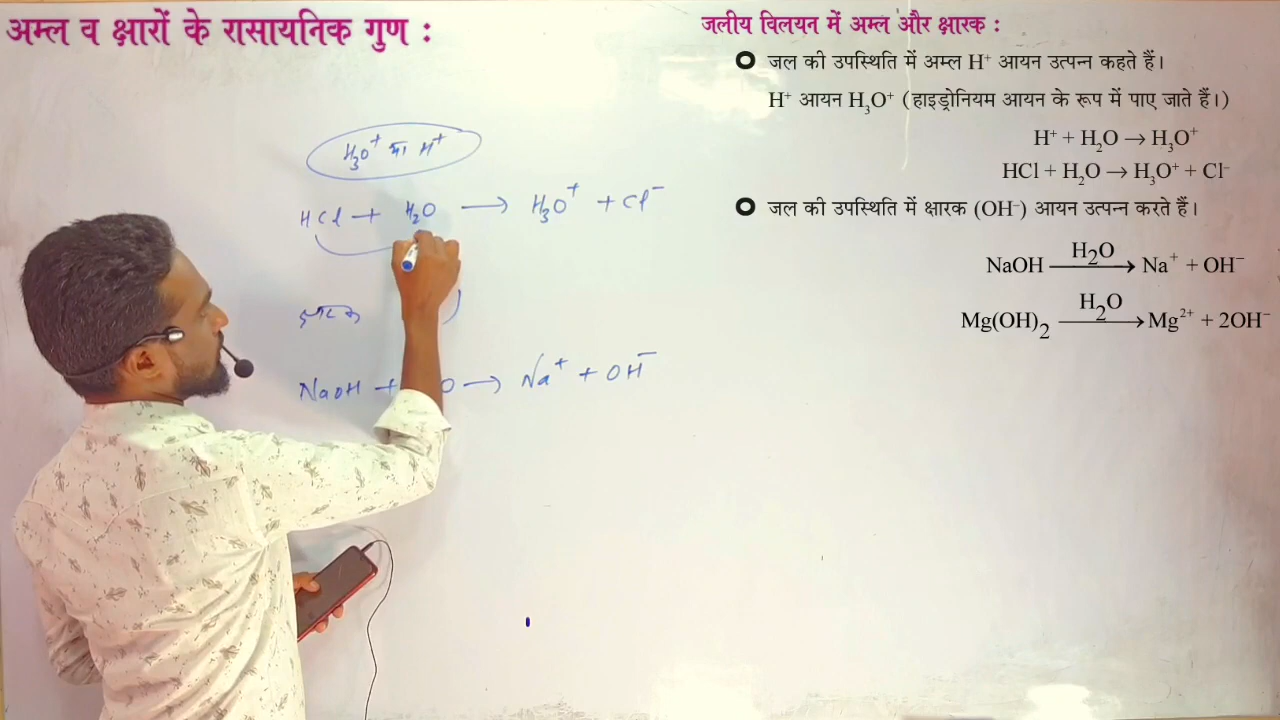 अम्ल व क्षारों के रासायनिक गुण :
H₃O⁺ या H⁺
HCl + H₂O → H₃O⁺ + Cl⁻
NaOH + O → Na⁺ + OH⁻
जलीय विलयन में अम्ल और क्षारक :
जल की उपस्थिति में अम्ल H⁺ आयन उत्पन्न कहते हैं।
H⁺ आयन H₃O⁺ (हाइड्रोनियम आयन के रूप में पाए जाते हैं।)
H⁺ + H₂O → H₃O⁺
HCl + H₂O → H₃O⁺ + Cl⁻
जल की उपस्थिति में क्षारक (OH⁻) आयन उत्पन्न करते हैं।
H₂O
NaOH → Na⁺ + OH⁻
H₂O
Mg(OH)₂ → Mg²⁺ + 2OH⁻